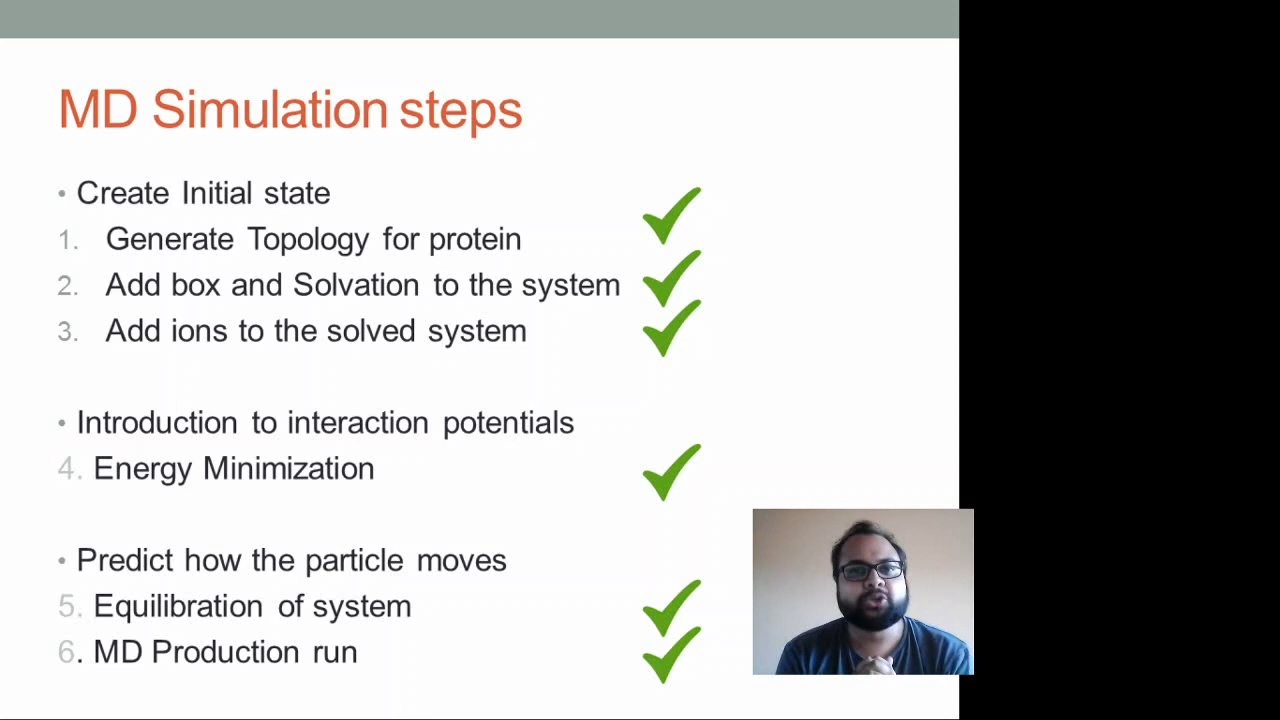 MD Simulation steps
• Create Initial state
1. Generate Topology for protein
2. Add box and Solvation to the system
3. Add ions to the solved system
• Introduction to interaction potentials
4. Energy Minimization
• Predict how the particle moves
5. Equilibration of system
6. MD Production run